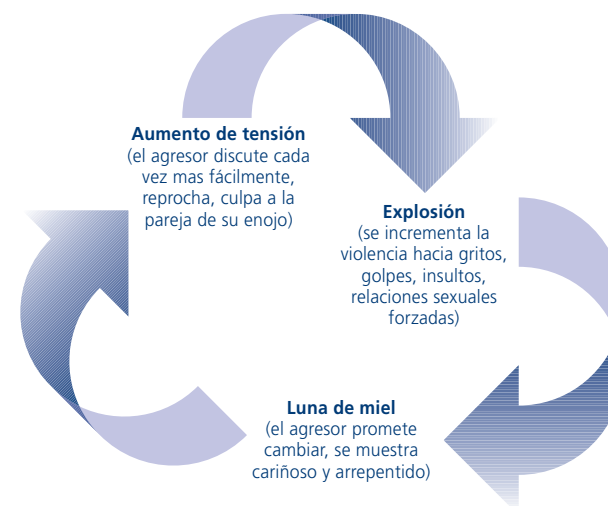 Aumento de tensión
(el agresor discute cada
vez mas fácilmente,
reprocha, culpa a la
pareja de su enojo)
Explosión
(se incrementa la
violencia hacia gritos,
golpes, insultos,
relaciones sexuales
forzadas)
Luna de miel
(el agresor promete
cambiar, se muestra
cariñoso y arrepentido)